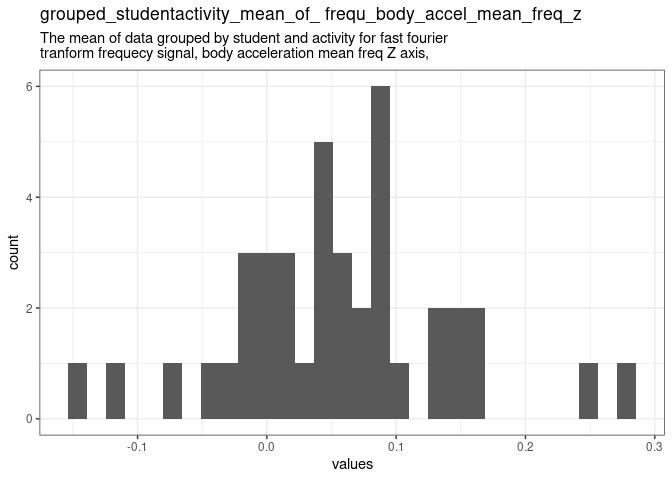 grouped_studentactivity_mean_of_ frequ_body_accel_mean_freq_z
The mean of data grouped by student and activity for fast fourier
tranform frequecy signal, body acceleration mean freq Z axis,
6
4
2
0
count
-0.1
0.0
0.1
0.2
0.3
values